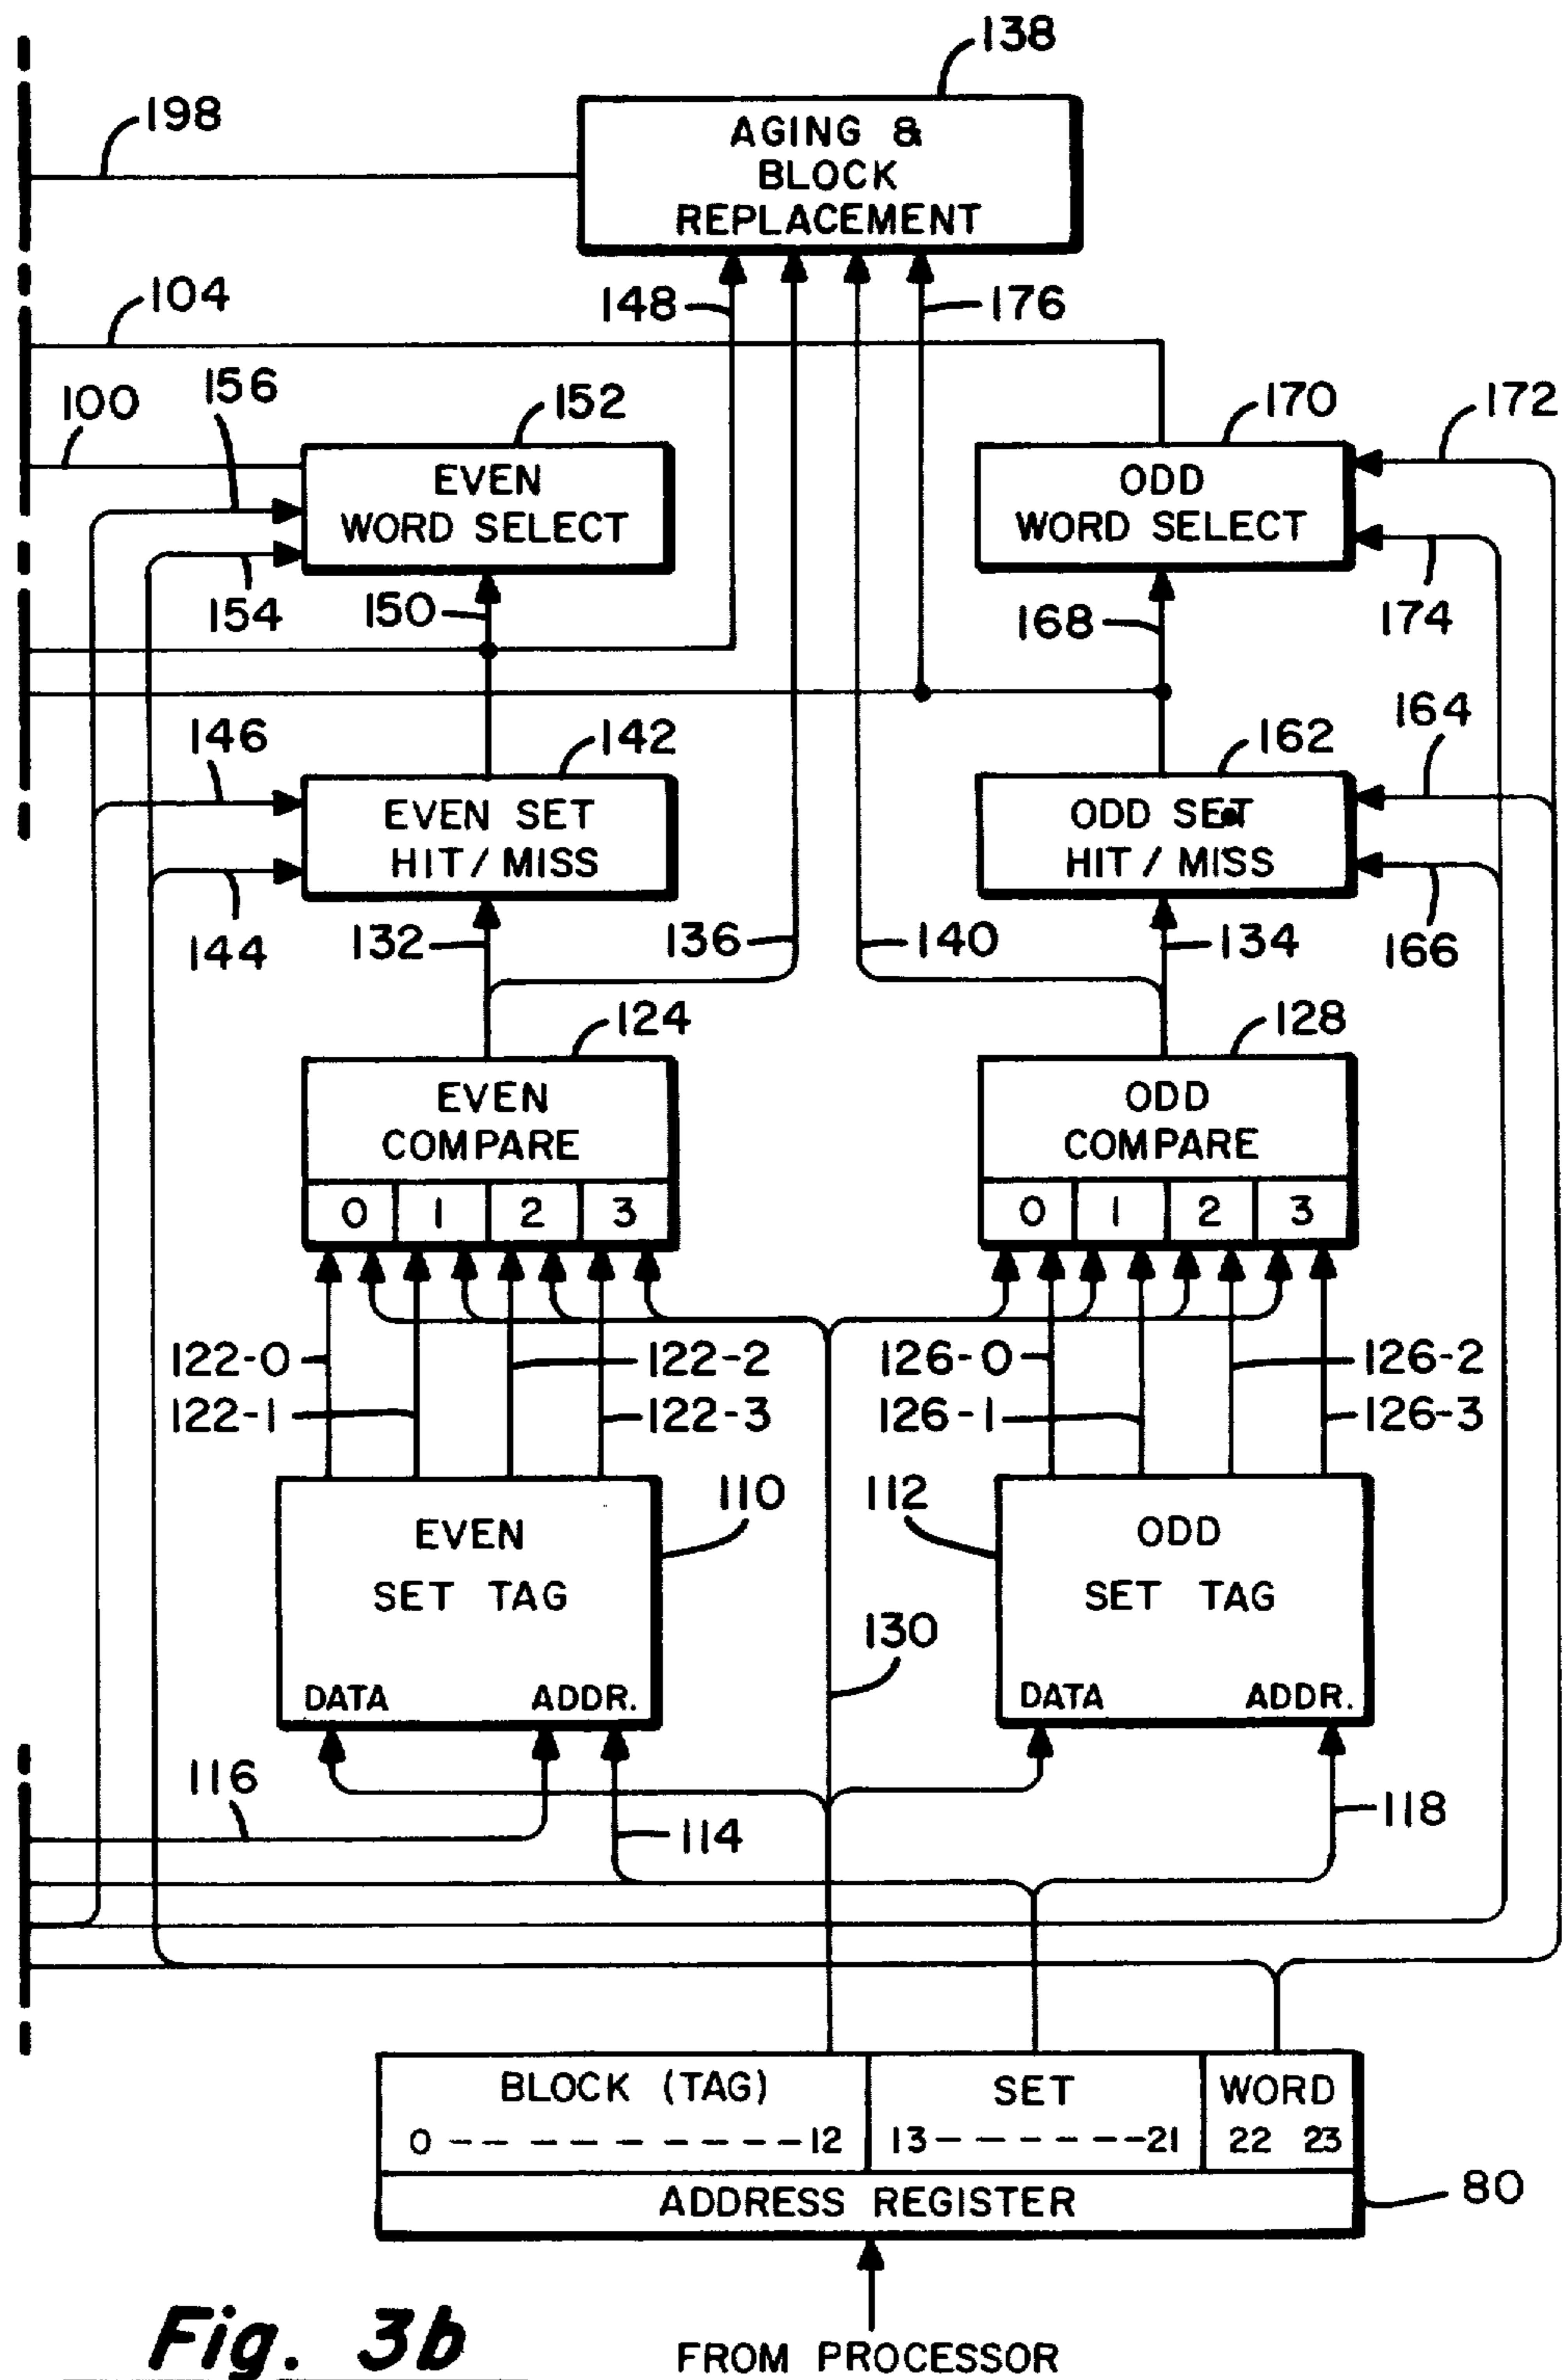 138
198
AGING &
BLOCK
REPLACEMENT
104
148
176
100
156
152
170
172
EVEN
WORD SELECT
ODD
WORD SELECT
154
150
168
174
146
142
162
164
EVEN SET
HIT / MISS
ODD SET
HIT / MISS
144
132
136
140
134
166
124
128
EVEN
COMPARE
0 1 2 3
ODD
COMPARE
0 1 2 3
122-0
122-2
126-0
126-2
122-1
122-3
126-1
126-3
110
112
EVEN
SET TAG
DATA ADDR.
ODD
SET TAG
DATA ADDR.
130
116
114
118
BLOCK (TAG) SET WORD
0 - - - - - - - - - 12 13 - - - - - - 21 22 23
ADDRESS REGISTER
80
Fig. 3b
FROM PROCESSOR